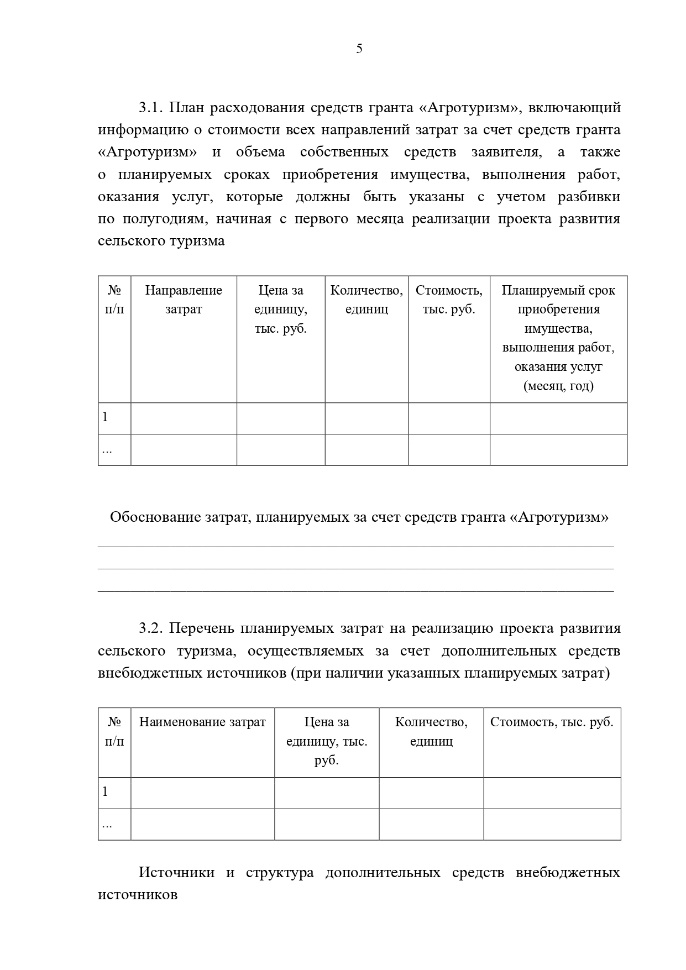 5
3.1. План расходования средств гранта «Агротуризм», включающий
информацию о стоимости всех направлений затрат за счет средств гранта
«Агротуризм» и объема собственных средств заявителя, а также
о планируемых сроках приобретения имущества, выполнения работ,
оказания услуг, которые должны быть указаны с учетом разбивки
по полугодиям, начиная с первого месяца реализации проекта развития
сельского туризма
№ п/п
Направление затрат
Цена за единицу, тыс. руб.
Количество, единиц
Стоимость, тыс. руб.
Планируемый срок приобретения имущества, выполнения работ, оказания услуг (месяц, год)
1
...
Обоснование затрат, планируемых за счет средств гранта «Агротуризм»
3.2. Перечень планируемых затрат на реализацию проекта развития
сельского туризма, осуществляемых за счет дополнительных средств
внебюджетных источников (при наличии указанных планируемых затрат)
№ п/п
Наименование затрат
Цена за единицу, тыс. руб.
Количество, единиц
Стоимость, тыс. руб.
1
...
Источники и структура дополнительных средств внебюджетных
источников